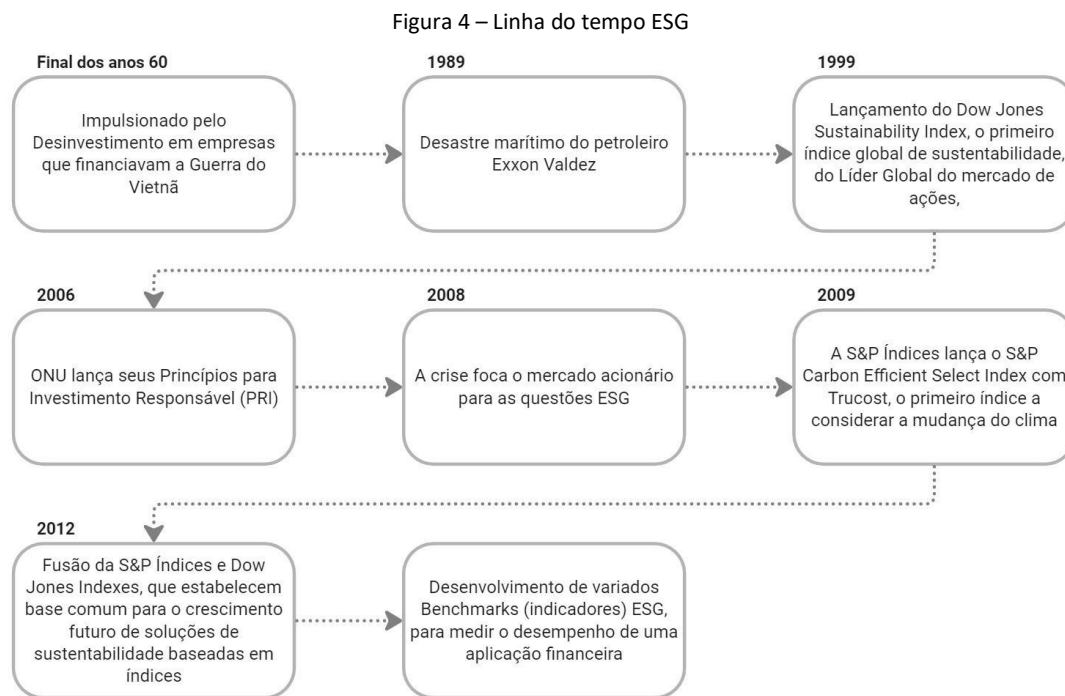 Figura 4 – Linha do tempo ESG
Final dos anos 60
Impulsionado pelo
Desinvestimento em empresas
que financiavam a Guerra do
Vietnã
1989
Desastre marítimo do petroleiro
Exxon Valdez
1999
Lançamento do Dow Jones
Sustainability Index, o primeiro
índice global de sustentabilidade,
do Líder Global do mercado de
ações,
2006
ONU lança seus Princípios para
Investimento Responsável (PRI)
2008
A crise foca o mercado acionário
para as questões ESG
2009
A S&P Índices lança o S&P
Carbon Efficient Select Index com
Trucost, o primeiro índice a
considerar a mudança do clima
2012
Fusão da S&P Índices e Dow
Jones Indexes, que estabelecem
base comum para o crescimento
futuro de soluções de
sustentabilidade baseadas em
índices
Desenvolvimento de variados
Benchmarks (indicadores) ESG,
para medir o desempenho de uma
aplicação financeira